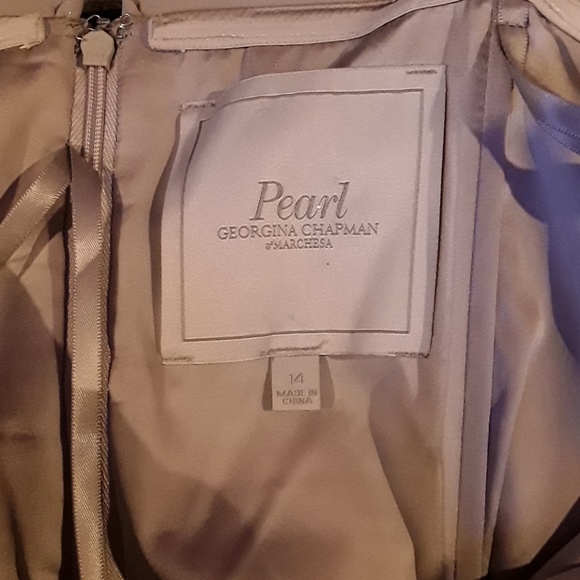 Pearl
GEORGINA CHAPMAN
of MARCHESA
14
MADE IN
CHINA